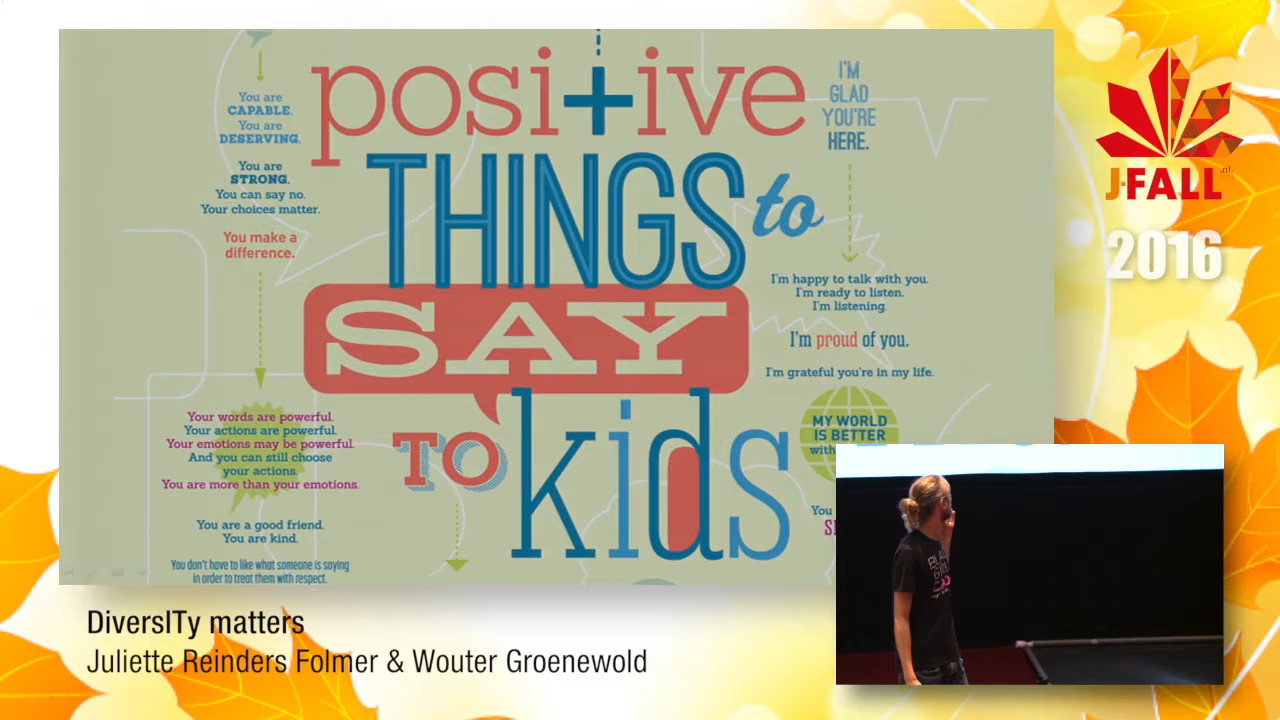 You are
CAPABLE.
You are
DESERVING.
You are
STRONG.
You can say no.
Your choices matter.
You make a
difference.
Your words are powerful.
Your actions are powerful.
Your emotions may be powerful.
And you can still choose
your actions.
You are more than your emotions.
You are a good friend.
You are kind.
You don't have to like what someone is saying
in order to treat them with respect.
posi+ive
THINGS to
SAY
TO kids
I'M
GLAD
YOU'RE
HERE.
I'm happy to talk with you.
I'm ready to listen.
I'm listening.
I'm proud of you.
I'm grateful you're in my life.
MY WORLD
IS BETTER
with
You
J-FALL.nl
2016
DiversITy matters
Juliette Reinders Folmer & Wouter Groenewold